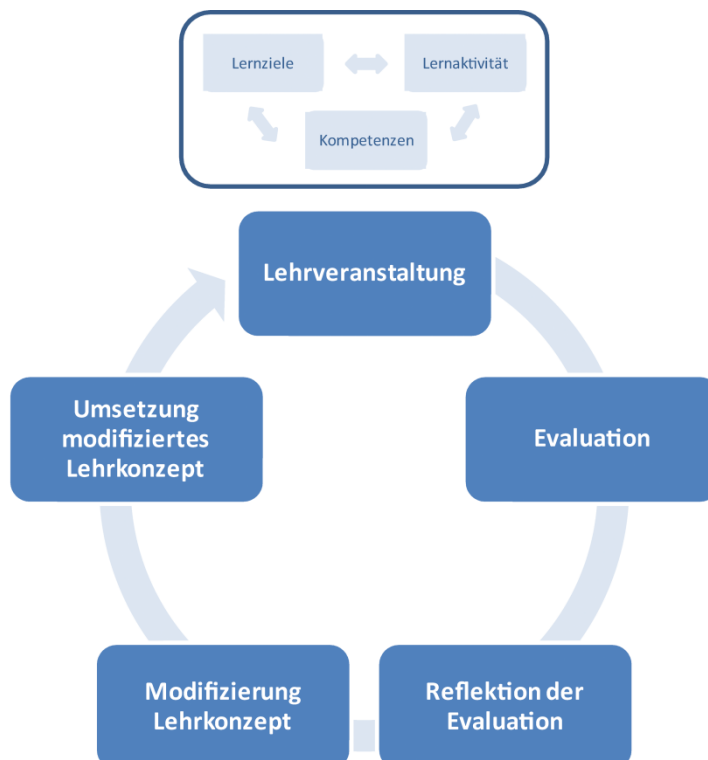 Lernziele
Lernaktivität
Kompetenzen
Lehrveranstaltung
Evaluation
Reflektion der
Evaluation
Modifizierung
Lehrkonzept
Umsetzung
modifiziertes
Lehrkonzept